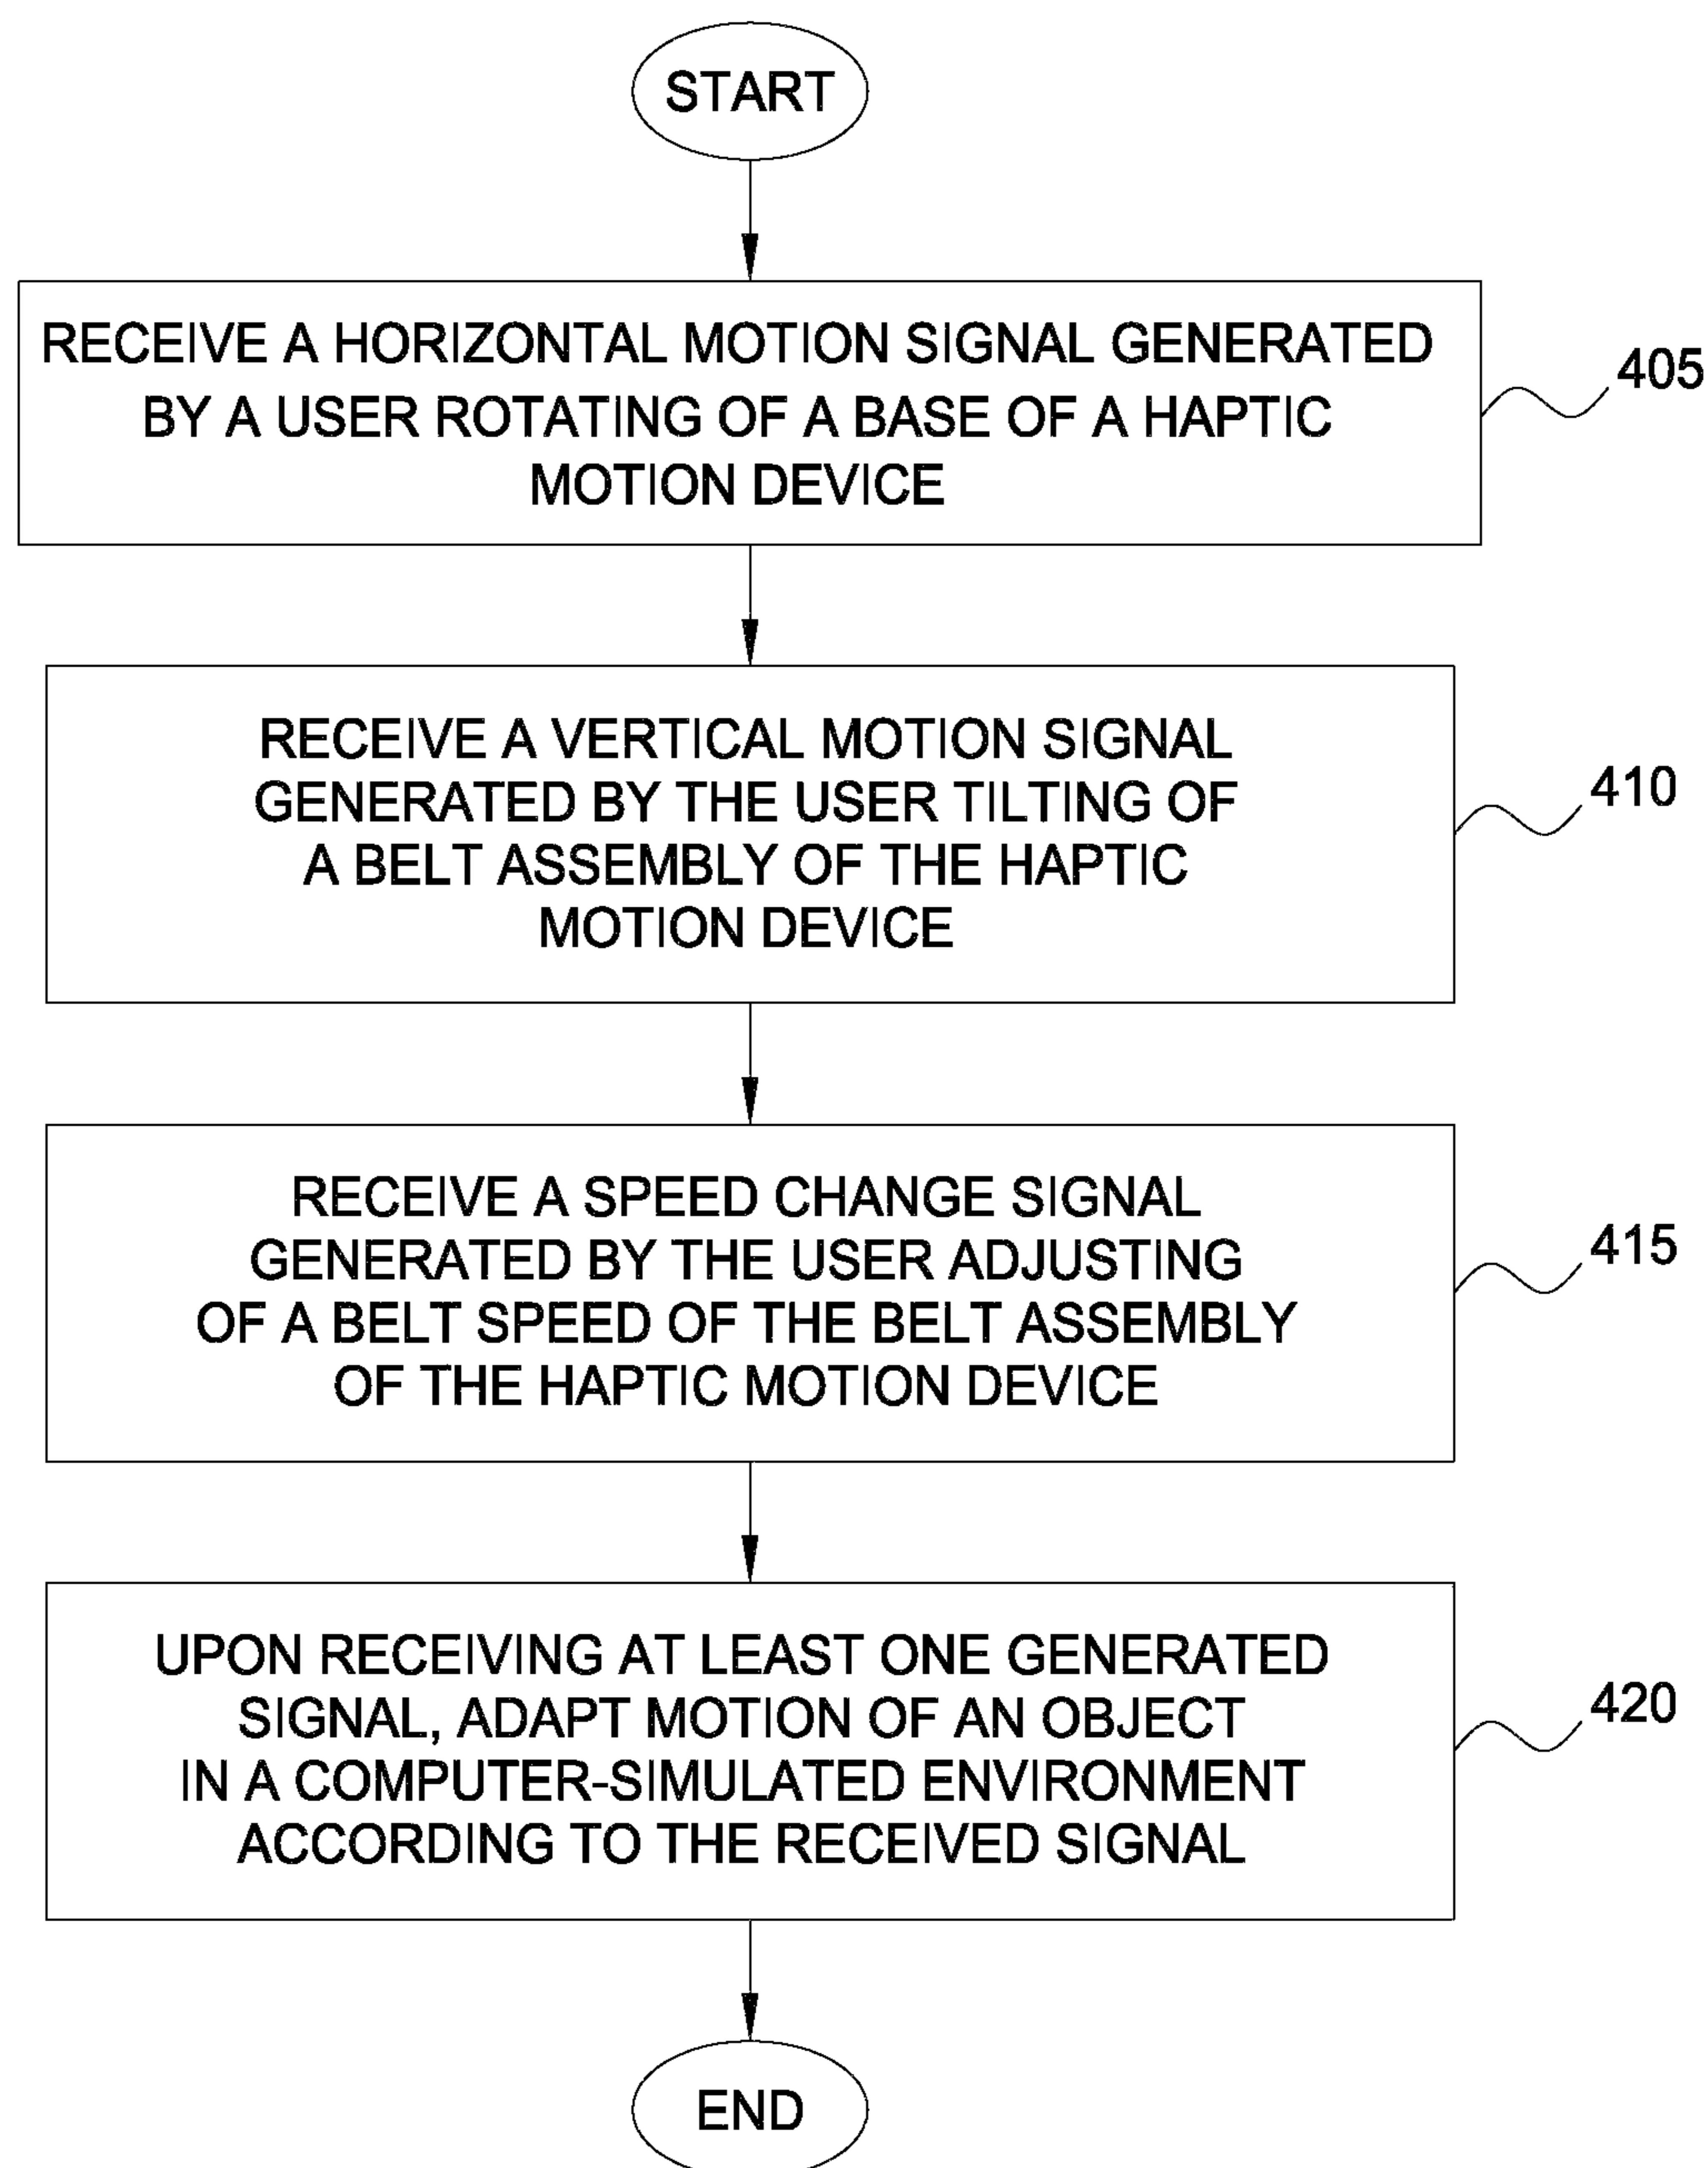 START
RECEIVE A HORIZONTAL MOTION SIGNAL GENERATED
BY A USER ROTATING OF A BASE OF A HAPTIC
MOTION DEVICE
405
RECEIVE A VERTICAL MOTION SIGNAL
GENERATED BY THE USER TILTING OF
A BELT ASSEMBLY OF THE HAPTIC
MOTION DEVICE
410
RECEIVE A SPEED CHANGE SIGNAL
GENERATED BY THE USER ADJUSTING
OF A BELT SPEED OF THE BELT ASSEMBLY
OF THE HAPTIC MOTION DEVICE
415
UPON RECEIVING AT LEAST ONE GENERATED
SIGNAL, ADAPT MOTION OF AN OBJECT
IN A COMPUTER-SIMULATED ENVIRONMENT
ACCORDING TO THE RECEIVED SIGNAL
420
END